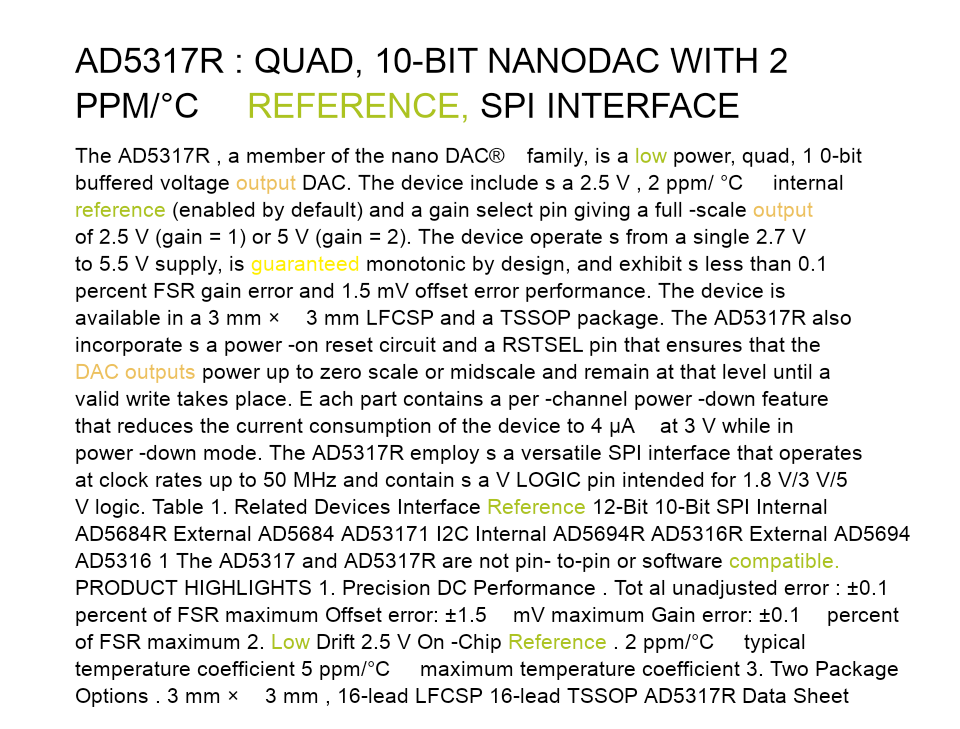 AD5317R : QUAD, 10-BIT NANODAC WITH 2
PPM/°C REFERENCE, SPI INTERFACE
The AD5317R , a member of the nano DAC® family, is a low power, quad, 1 0-bit
buffered voltage output DAC. The device include s a 2.5 V , 2 ppm/ °C internal
reference (enabled by default) and a gain select pin giving a full -scale output
of 2.5 V (gain = 1) or 5 V (gain = 2). The device operate s from a single 2.7 V
to 5.5 V supply, is guaranteed monotonic by design, and exhibit s less than 0.1
percent FSR gain error and 1.5 mV offset error performance. The device is
available in a 3 mm × 3 mm LFCSP and a TSSOP package. The AD5317R also
incorporate s a power -on reset circuit and a RSTSEL pin that ensures that the
DAC outputs power up to zero scale or midscale and remain at that level until a
valid write takes place. E ach part contains a per -channel power -down feature
that reduces the current consumption of the device to 4 μA at 3 V while in
power -down mode. The AD5317R employ s a versatile SPI interface that operates
at clock rates up to 50 MHz and contain s a V LOGIC pin intended for 1.8 V/3 V/5
V logic. Table 1. Related Devices Interface Reference 12-Bit 10-Bit SPI Internal
AD5684R External AD5684 AD53171 I2C Internal AD5694R AD5316R External AD5694
AD5316 1 The AD5317 and AD5317R are not pin- to-pin or software compatible.
PRODUCT HIGHLIGHTS 1. Precision DC Performance . Tot al unadjusted error : ±0.1
percent of FSR maximum Offset error: ±1.5 mV maximum Gain error: ±0.1 percent
of FSR maximum 2. Low Drift 2.5 V On -Chip Reference . 2 ppm/°C typical
temperature coefficient 5 ppm/°C maximum temperature coefficient 3. Two Package
Options . 3 mm × 3 mm , 16-lead LFCSP 16-lead TSSOP AD5317R Data Sheet